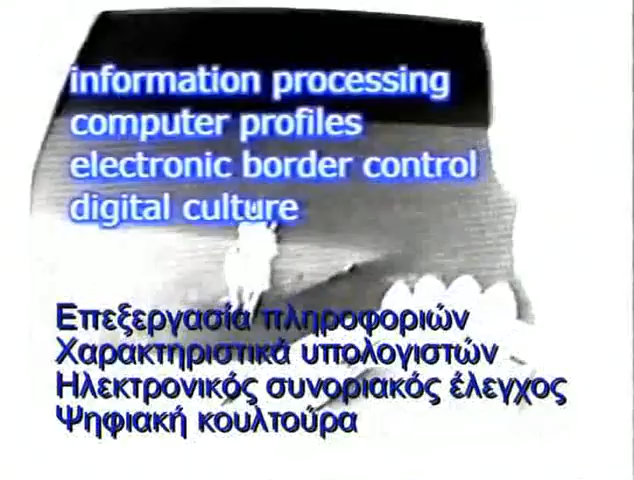 information processing
computer profiles
electronic border control
digital culture
Επεξεργασία πληροφοριών
Χαρακτηριστικά υπολογιστών
Ηλεκτρονικός συνοριακός έλεγχος
Ψηφιακή κουλτούρα